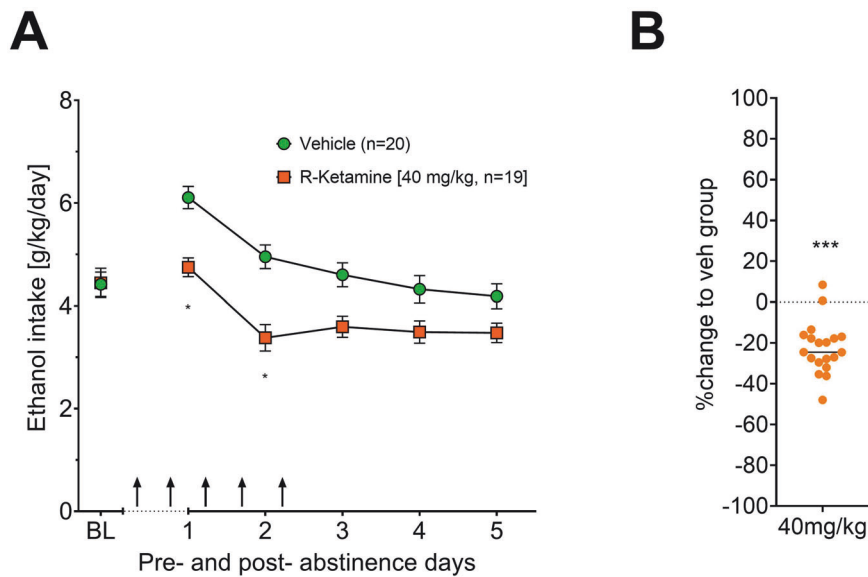 A
8
6
4
2
0
Ethanol intake [g/kg/day]
Vehicle (n=20)
R-Ketamine [40 mg/kg, n=19]
*
*
BL
1
2
3
4
5
Pre- and post- abstinence days
B
100
80
60
40
20
0
-20
-40
-60
-80
-100
%change to veh group
***
40mg/kg